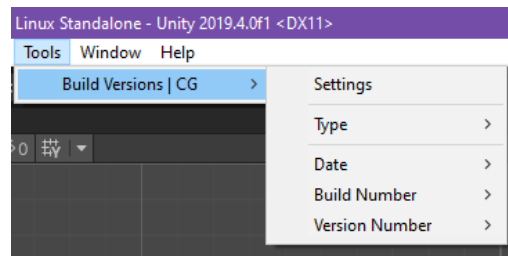 Linux Standalone - Unity 2019.4.0f1 <DX11>
Tools Window Help
Build Versions | CG > Settings
Type >
0
Date >
Build Number >
Version Number >